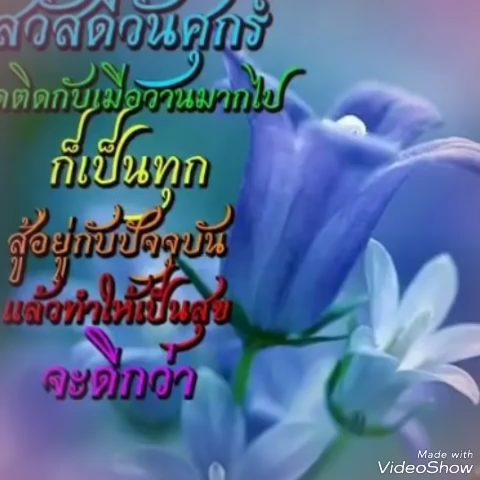 สวัสดีวันศุกร์
ติดกับเมื่อวานมากไป
ก็เป็นทุก
สู้อยู่กับปัจจุบัน
แล้วทำให้เป็นสุข
จะดีกว่า
Made with
VideoShow